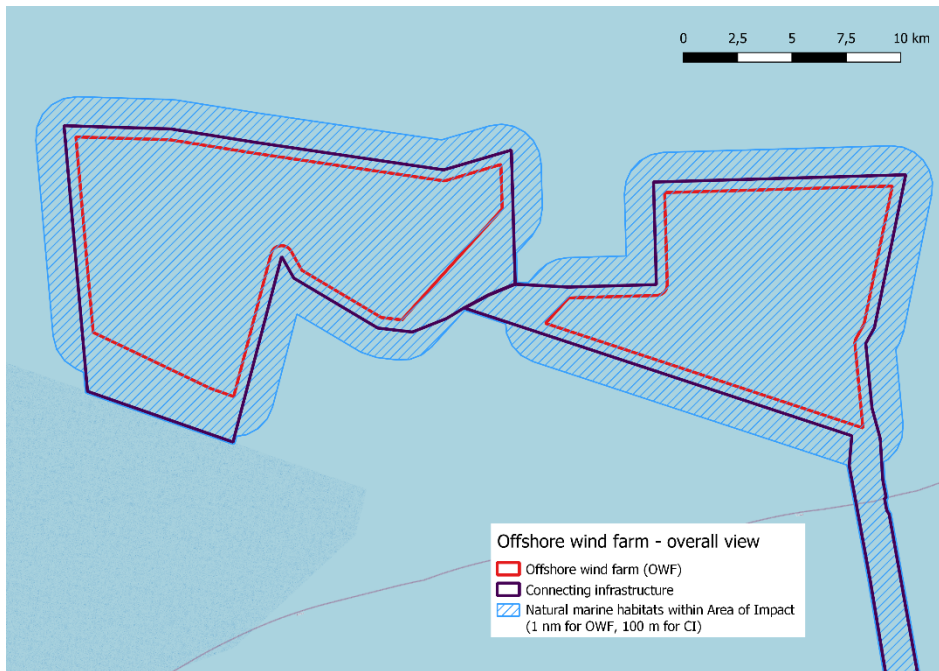 0 2,5 5 7,5 10 km
Offshore wind farm - overall view
Offshore wind farm (OWF)
Connecting infrastructure
Natural marine habitats within Area of Impact
(1 nm for OWF, 100 m for CI)